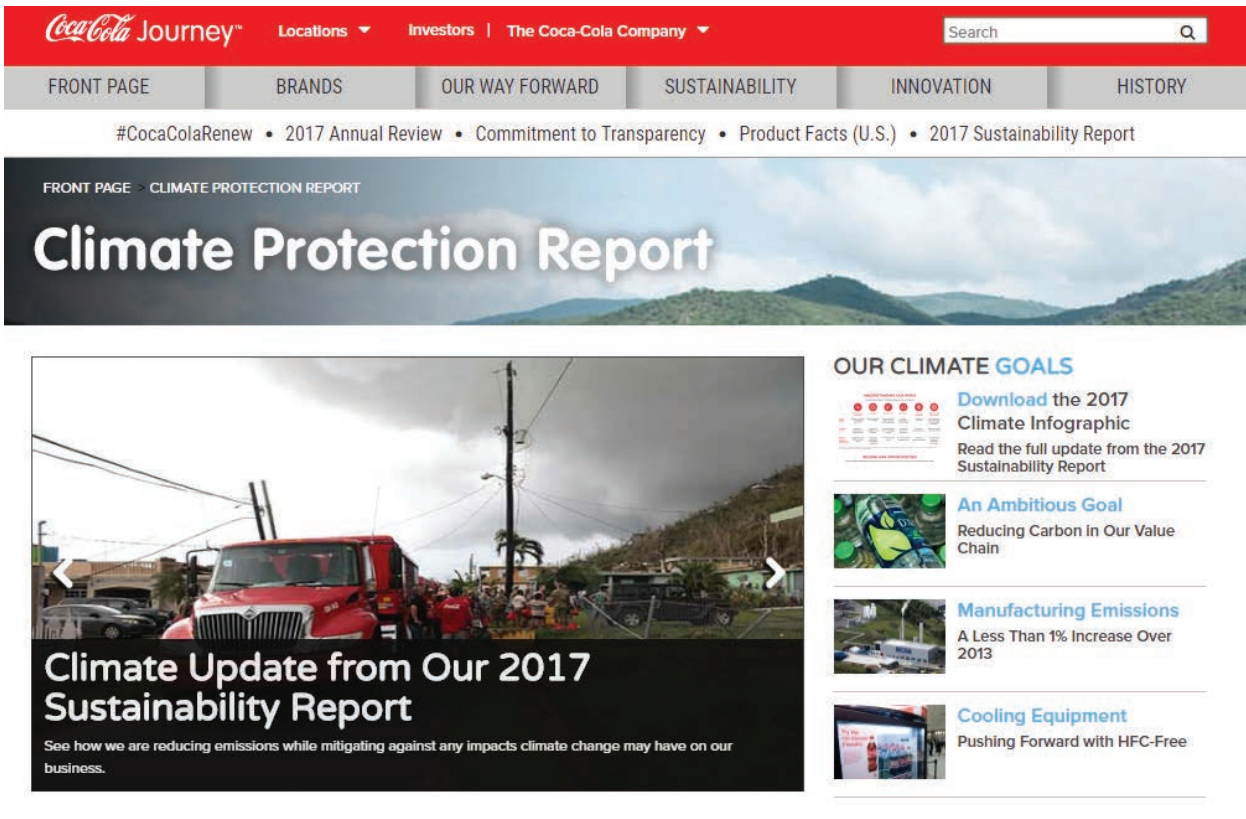 Coca-Cola Journey™ Locations Investors | The Coca-Cola Company Search
FRONT PAGE BRANDS OUR WAY FORWARD SUSTAINABILITY INNOVATION HISTORY
#CocaColaRenew • 2017 Annual Review • Commitment to Transparency • Product Facts (U.S.) • 2017 Sustainability Report
FRONT PAGE > CLIMATE PROTECTION REPORT
Climate Protection Report
Climate Update from Our 2017
Sustainability Report
See how we are reducing emissions while mitigating against any impacts climate change may have on our
business.
OUR CLIMATE GOALS
Download the 2017
Climate Infographic
Read the full update from the 2017
Sustainability Report
An Ambitious Goal
Reducing Carbon in Our Value
Chain
Manufacturing Emissions
A Less Than 1% Increase Over
2013
Cooling Equipment
Pushing Forward with HFC-Free